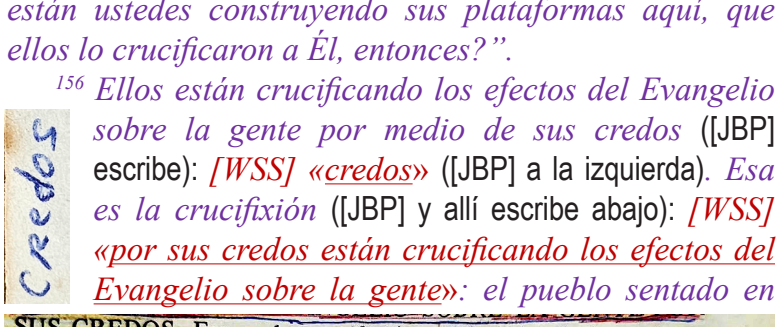 están ustedes construyendo sus plataformas aquí, que
ellos lo crucificaron a Él, entonces?”.
156 Ellos están crucificando los efectos del Evangelio
sobre la gente por medio de sus credos ([JBP]
escribe): [WSS] «credos» ([JBP] a la izquierda). Esa
es la crucifixión ([JBP] y allí escribe abajo): [WSS]
«por sus credos están crucificando los efectos del
Evangelio sobre la gente»: el pueblo sentado en
Credos